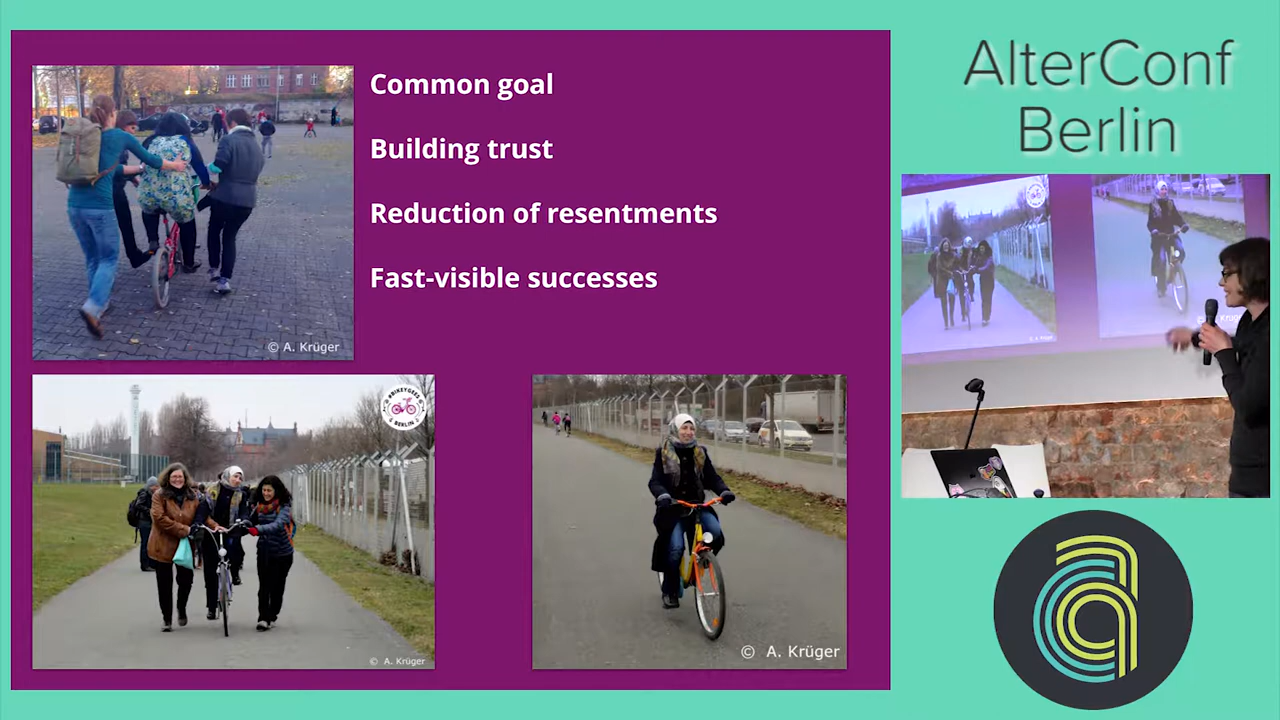 Common goal
Building trust
Reduction of resentments
Fast-visible successes
© A. Krüger
#BIKEYGEES
BERLIN
© A. Krüger
© A. Krüger
AlterConf
Berlin